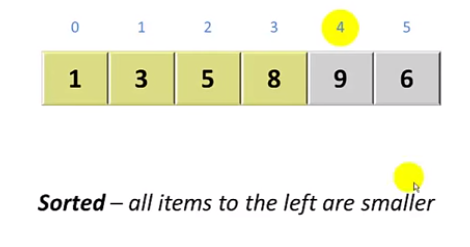 0 1 2 3 4 5
1 3 5 8 9 6
Sorted – all items to the left are smaller